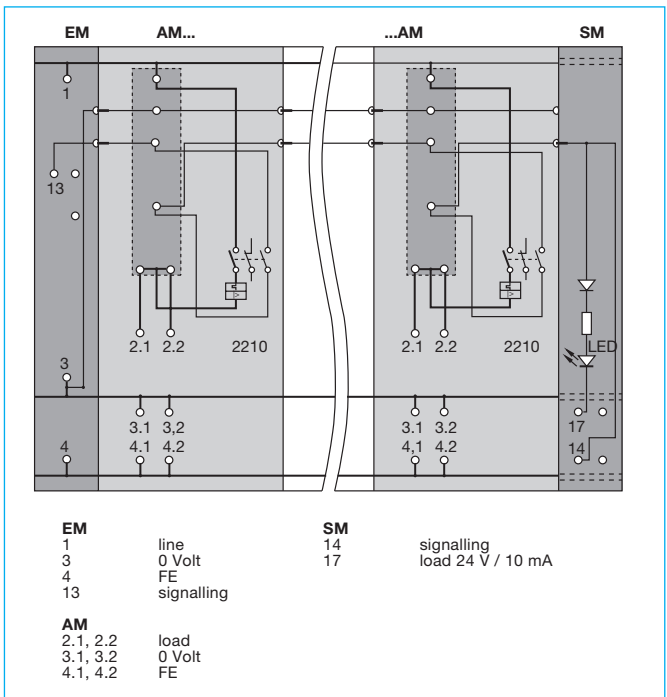 EM AM... ...AM SM
1
13
2.1 2.2 2210 2.1 2.2 2210 LED
3
3.1 3,2 3.1 3.2 17
4 4.1 4.2 4,1 4.2 14
EM
1 line
3 0 Volt
4 FE
13 signalling
SM
14 signalling
17 load 24 V / 10 mA
AM
2.1, 2.2 load
3.1, 3.2 0 Volt
4.1, 4.2 FE